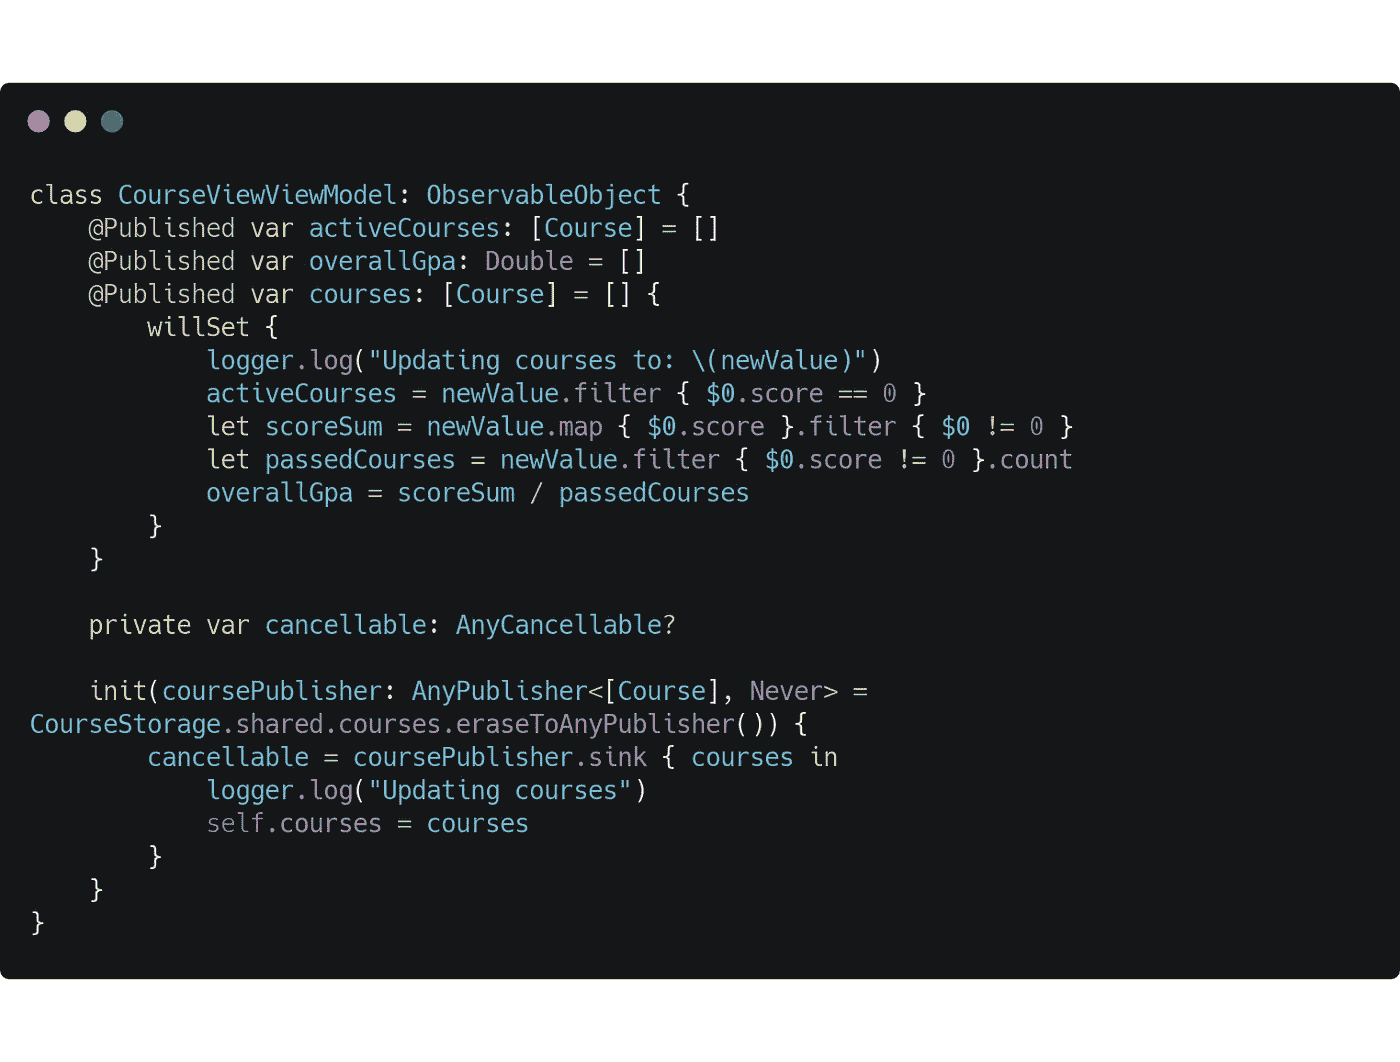 class CourseViewViewModel: ObservableObject {
    @Published var activeCourses: [Course] = []
    @Published var overallGpa: Double = []
    @Published var courses: [Course] = [] {
        willSet {
            logger.log("Updating courses to: \(newValue)")
            activeCourses = newValue.filter { $0.score == 0 }
            let scoreSum = newValue.map { $0.score }.filter { $0 != 0 }
            let passedCourses = newValue.filter { $0.score != 0 }.count
            overallGpa = scoreSum / passedCourses
        }
    }

    private var cancellable: AnyCancellable?

    init(coursePublisher: AnyPublisher<[Course], Never> =
CourseStorage.shared.courses.eraseToAnyPublisher()) {
        cancellable = coursePublisher.sink { courses in
            logger.log("Updating courses")
            self.courses = courses
        }
    }
}